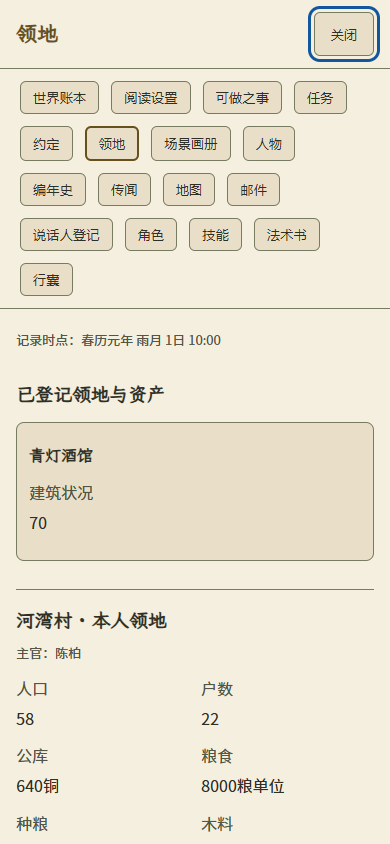 领地
关闭
世界账本 阅读设置 可做之事 任务
约定 领地 场景画册 人物
编年史 传闻 地图 邮件
说话人登记 角色 技能 法术书
行囊
记录时点：春历元年 雨月 1日 10:00
已登记领地与资产
青灯酒馆
建筑状况
70
河湾村·本人领地
主官：陈柏
人口 户数
58 22
公库 粮食
640铜 8000粮单位
种粮 木料